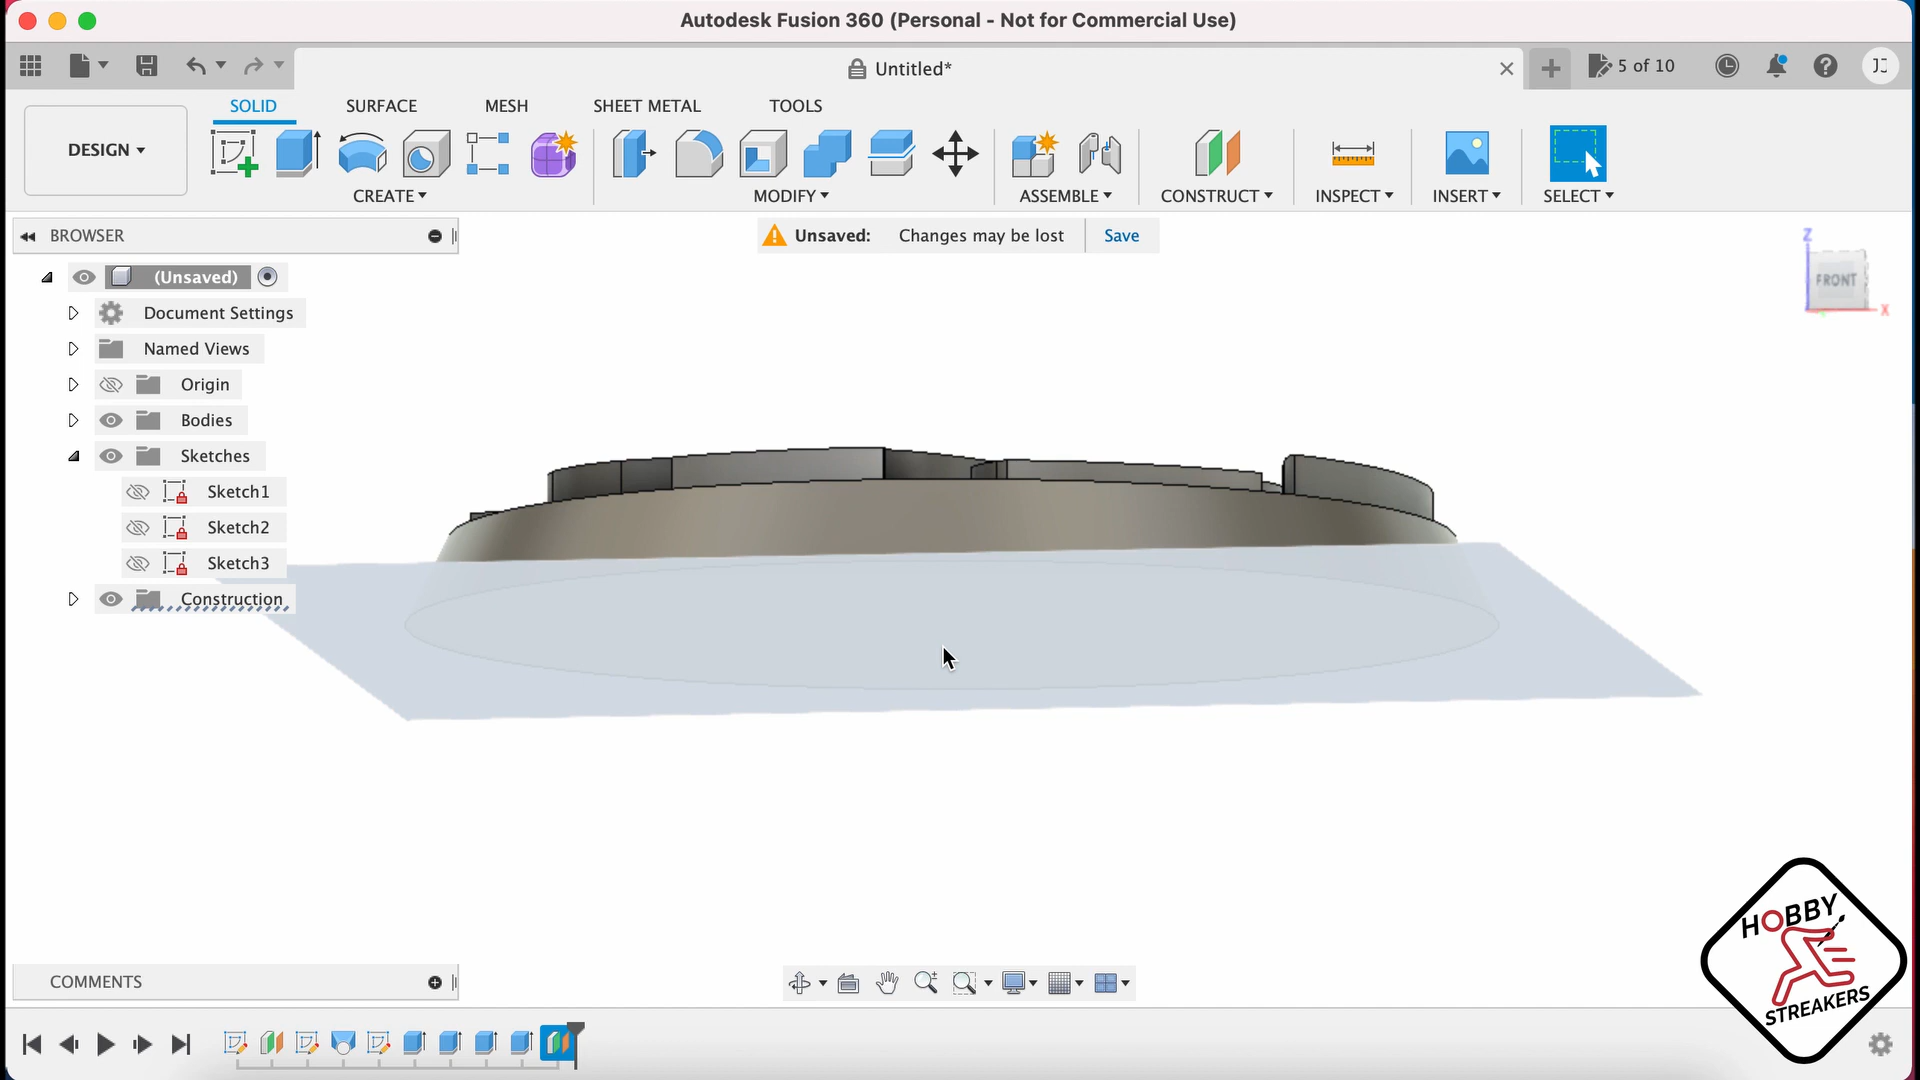 Autodesk Fusion 360 (Personal - Not for Commercial Use)
Untitled*
5 of 10
JC
DESIGN
SOLID
SURFACE
MESH
SHEET METAL
TOOLS
CREATE
MODIFY
ASSEMBLE
CONSTRUCT
INSPECT
INSERT
SELECT
BROWSER
Unsaved: Changes may be lost Save
(Unsaved)
Document Settings
Named Views
Origin
Bodies
Sketches
Sketch1
Sketch2
Sketch3
Construction
Z
FRONT
X
COMMENTS
HOBBY
STREAKERS